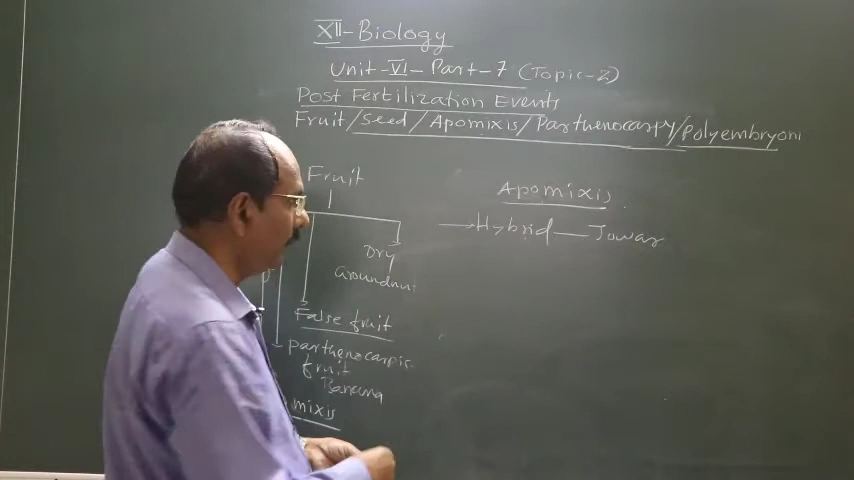 XII-Biology
Unit-VI-Part-7 (Topic-2)
Post Fertilization Events
Fruit/Seed/Apomixis/Parthenocarpy/Polyembryoni
Fruit
Dry
Groundnut
False fruit
Parthenocarpic
fruit
Banana
mixis
Apomixis
→Hybrid—Jowar